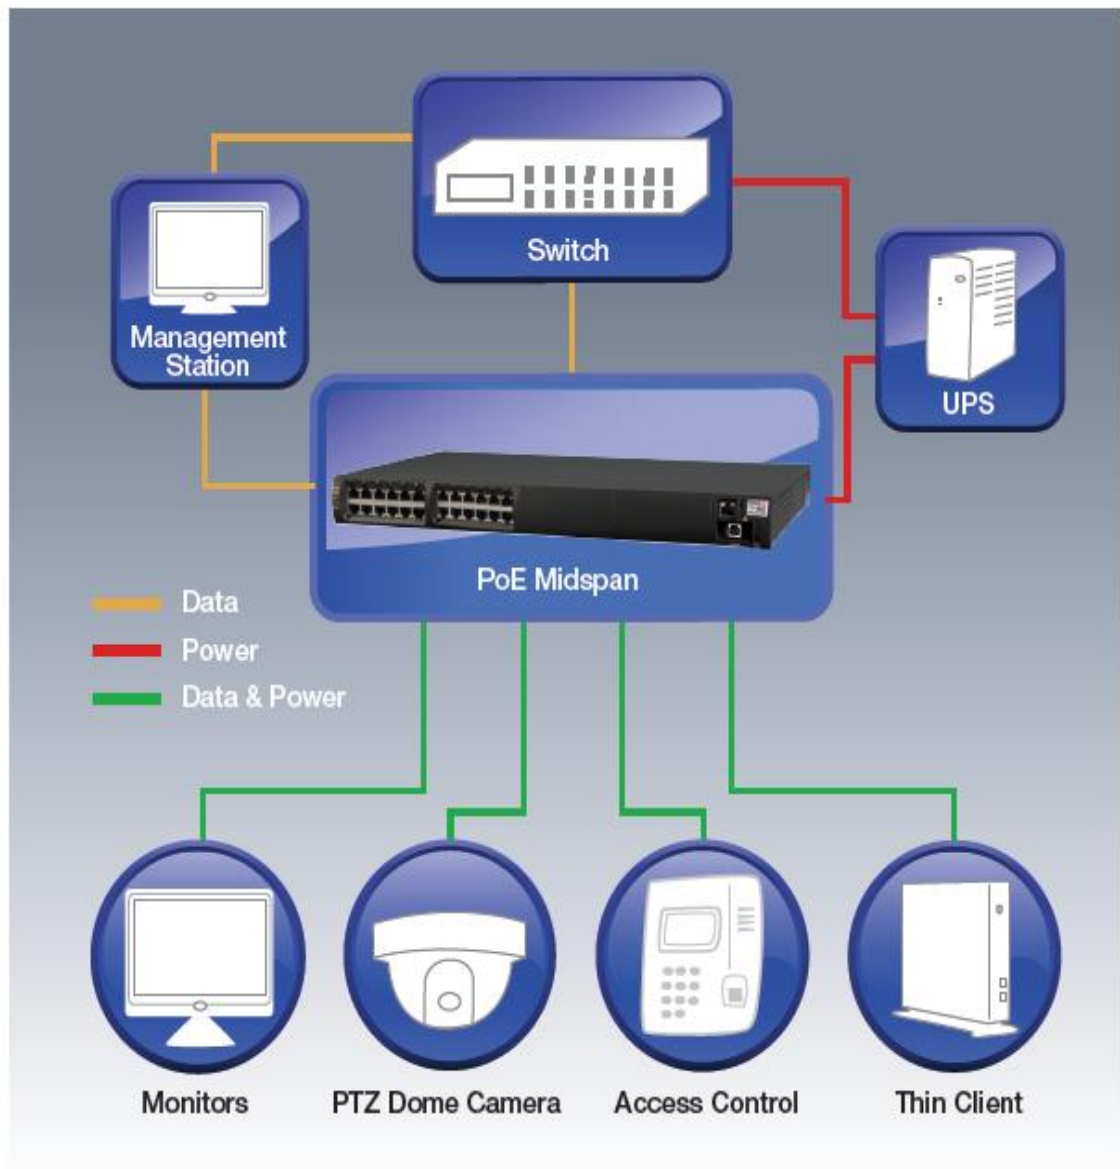 Switch
Management
Station
UPS
PoE Midspan
Data
Power
Data & Power
Monitors
PTZ Dome Camera
Access Control
Thin Client